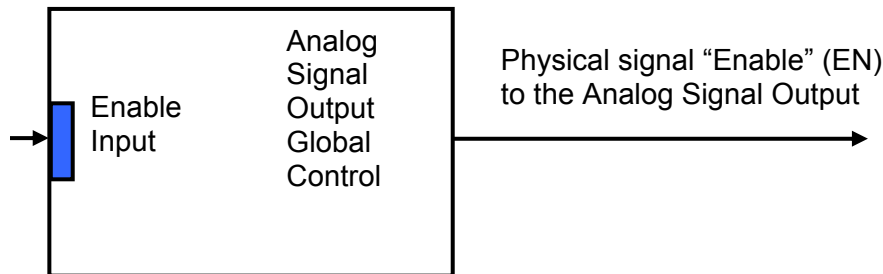 Enable
Input
Analog
Signal
Output
Global
Control
Physical signal “Enable” (EN)
to the Analog Signal Output